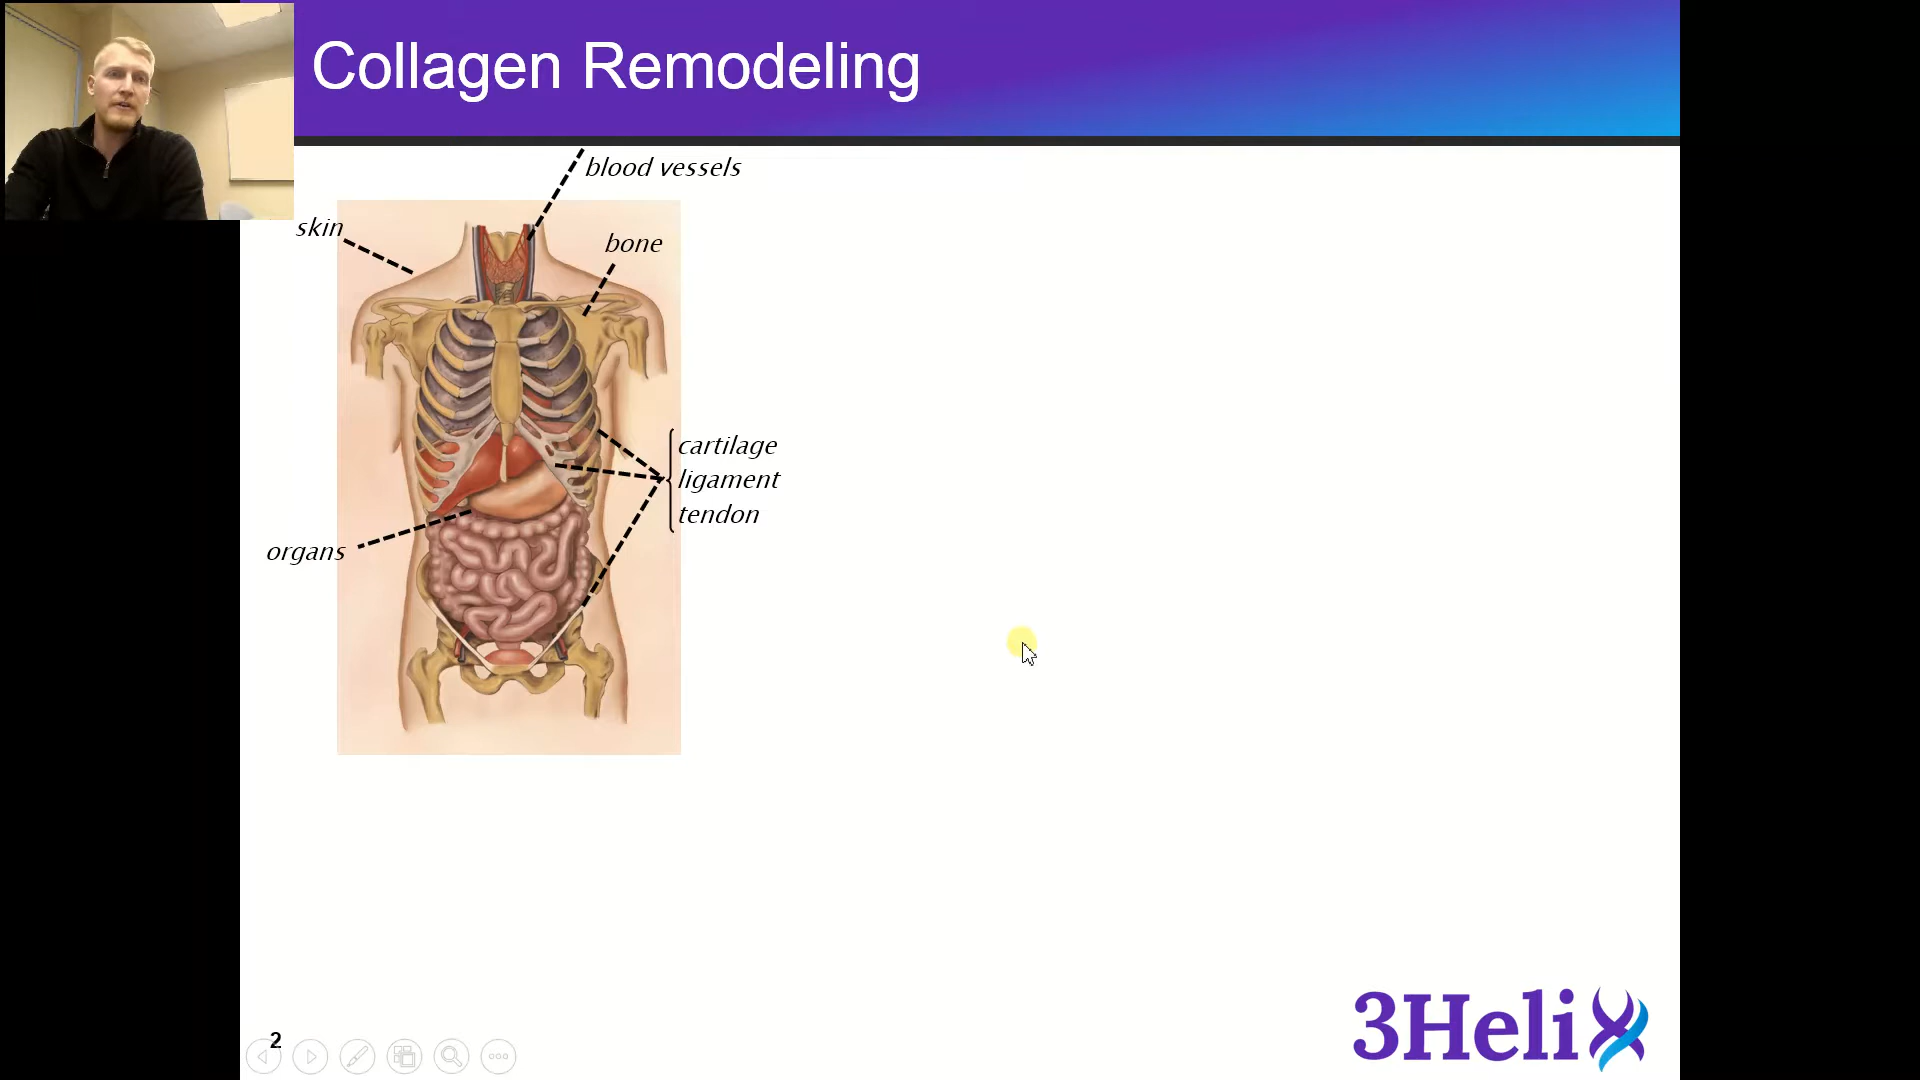 Collagen Remodeling
blood vessels
skin
bone
cartilage
ligament
tendon
organs
2
3Helix